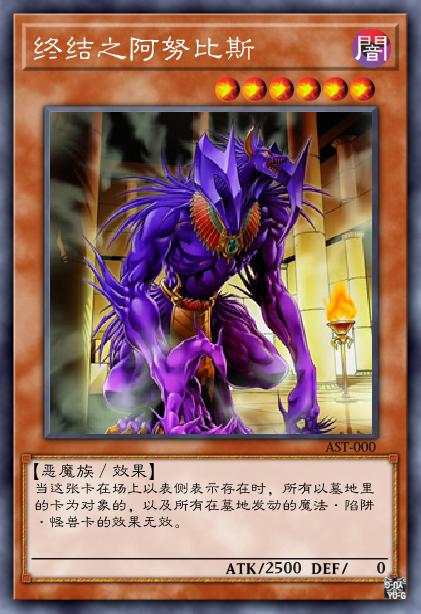 终结之阿努比斯
闇
AST-000
【恶魔族／效果】
当这张卡在场上以表侧表示存在时，所有以墓地里
的卡为对象的，以及所有在墓地发动的魔法·陷阱
·怪兽卡的效果无效。
ATK/2500 DEF/ 0